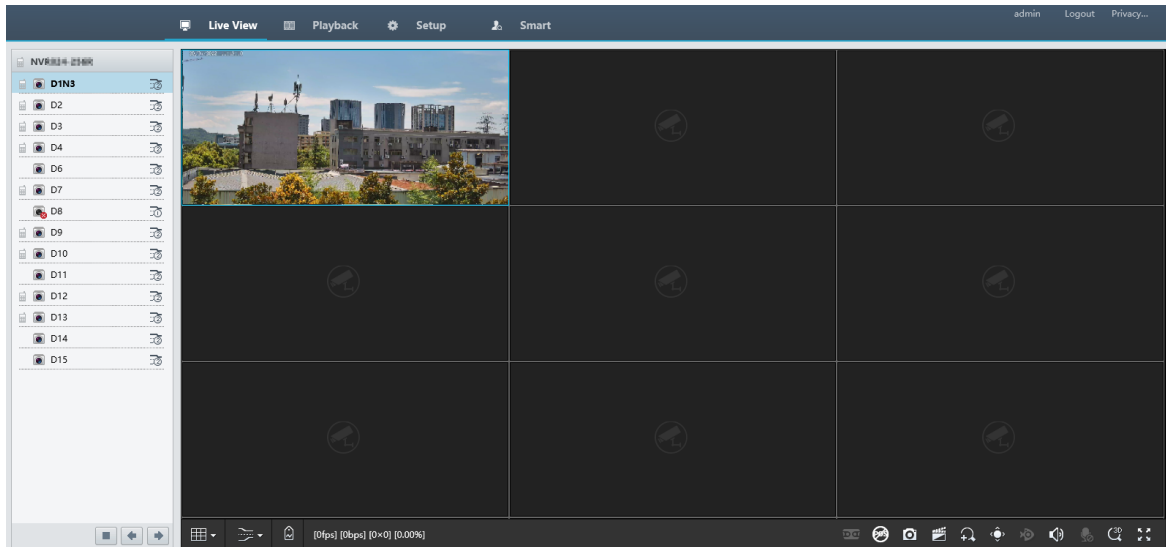 Live View Playback Setup Smart admin Logout Privacy...
D1N3
D2
D3
D4
D6
D7
D8
D9
D10
D11
D12
D13
D14
D15
[0fps] [0bps] [0×0] [0.00%]
3D